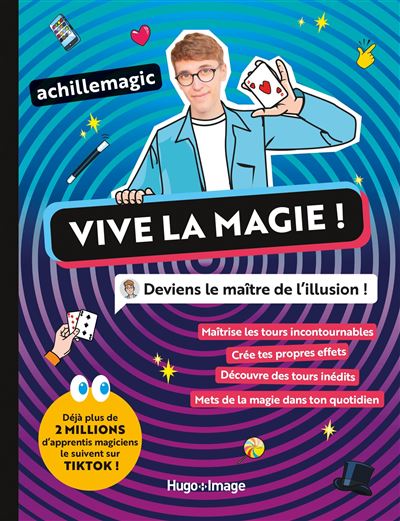 achillemagic
VIVE LA MAGIE !
Deviens le maître de l'illusion !
Maîtrise les tours incontournables
Crée tes propres effets
Découvre des tours inédits
Mets de la magie dans ton quotidien
Déjà plus de
2 MILLIONS
d'apprentis magiciens
le suivent sur
TIKTOK !
Hugo+Image